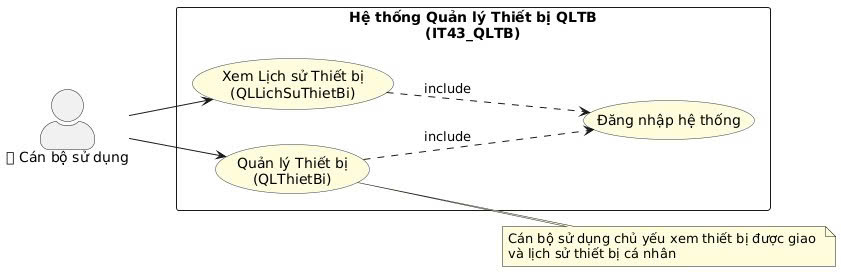 Hệ thống Quản lý Thiết bị QLTB
(IT43_QLTB)
Xem Lịch sử Thiết bị
(QLLichSuThietBi)
include
Đăng nhập hệ thống
include
Cán bộ sử dụng
Quản lý Thiết bị
(QLThietBi)
Cán bộ sử dụng chủ yếu xem thiết bị được giao
và lịch sử thiết bị cá nhân